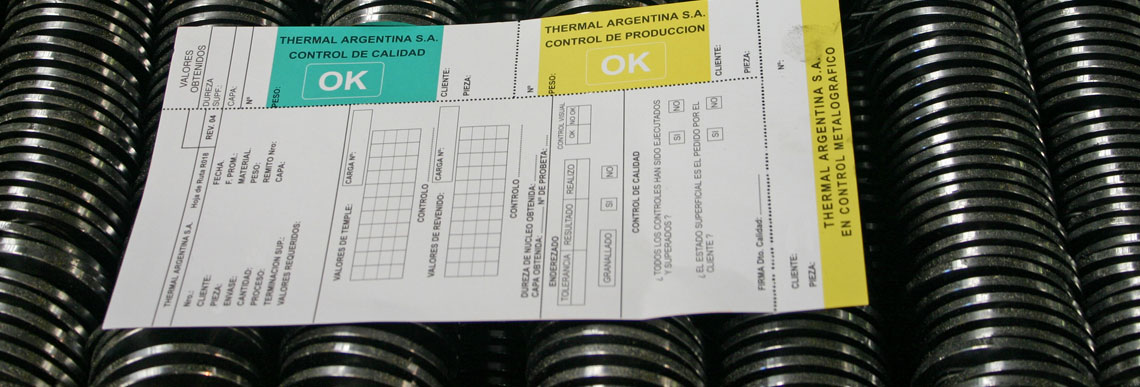 VALORES
OBTENIDOS
DUREZA
SUPF.:
CAPA:
Nº
PESO:
THERMAL ARGENTINA S.A.
CONTROL DE CALIDAD
OK
CLIENTE:
PIEZA:
Nº
PESO:
THERMAL ARGENTINA S.A.
CONTROL DE PRODUCCION
OK
CLIENTE:
PIEZA:
Nº:
THERMAL ARGENTINA S.A.
EN CONTROL METALOGRAFICO
CLIENTE:
PIEZA:
THERMAL ARGENTINA S.A.
Hoja de Ruta R018
REV. 04
Nro.:
CLIENTE:
PIEZA:
ENVASE:
CANTIDAD:
PROCESO:
TERMINACION SUP.:
VALORES REQUERIDOS:
FECHA
F. PROM.:
MATERIAL
PESO:
REMITO Nro:
CAPA:
VALORES DE TEMPLE:
CARGA Nº:
CONTROLO
VALORES DE REVENIDO:
CARGA Nº:
CONTROLO
DUREZA DE NUCLEO OBTENIDA:
CAPA OBTENIDA: Nº DE PROBETA:
ENDEREZADO
TOLERANCIA RESULTADO REALIZO
CONTROL VISUAL
OK NO OK
GRANALLADO SI NO
CONTROL DE CALIDAD
¿ TODOS LOS CONTROLES HAN SIDO EJECUTADOS
Y SUPERADOS ? SI NO
¿EL ESTADO SUPERFICIAL ES EL PEDIDO POR EL
CLIENTE ? SI NO
FIRMA Dto. Calidad: